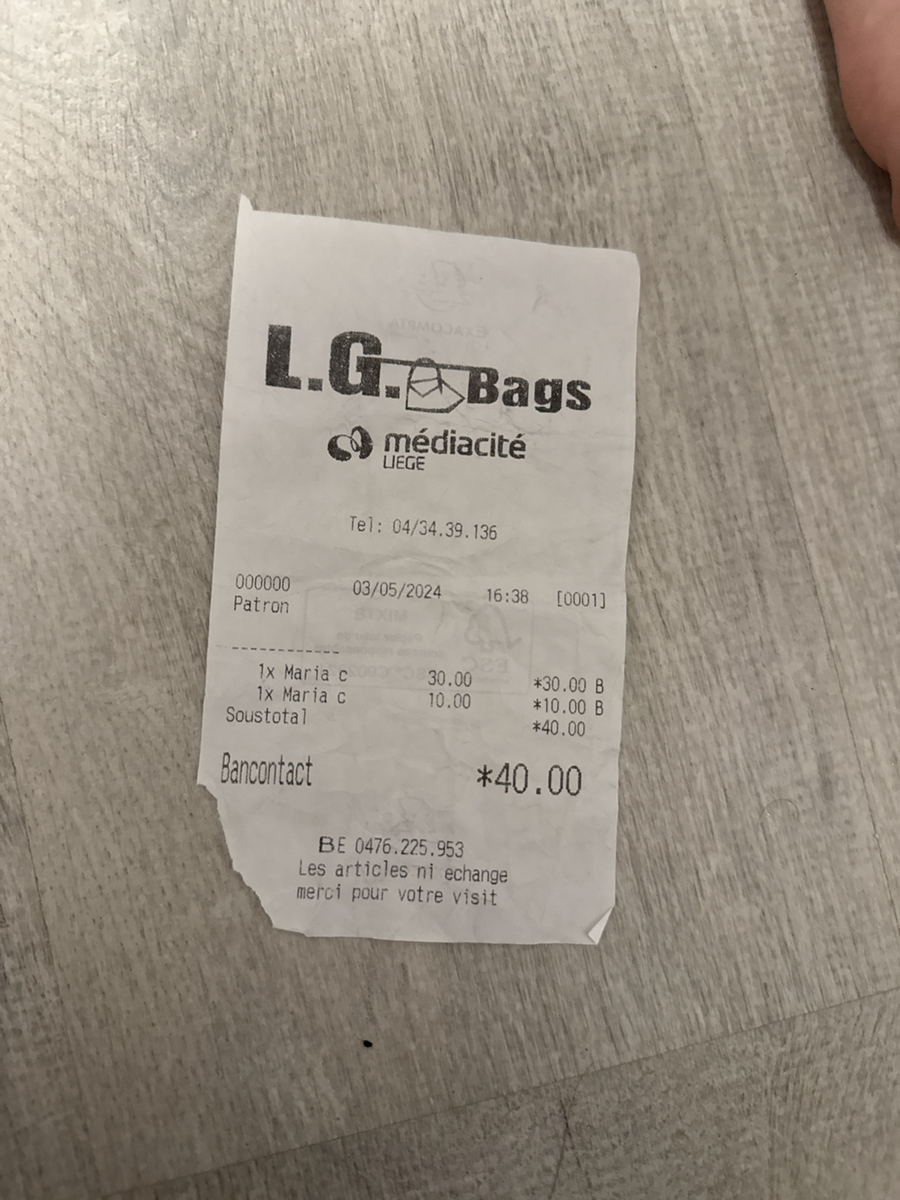 L.G. Bags
médiacité
LIEGE
Tel: 04/34.39.136
000000 03/05/2024 16:38 [0001]
Patron
------------
1x Maria c 30.00 *30.00 B
1x Maria c 10.00 *10.00 B
Soustotal *40.00
Bancontact *40.00
BE 0476.225.953
Les articles ni echange
merci pour votre visit